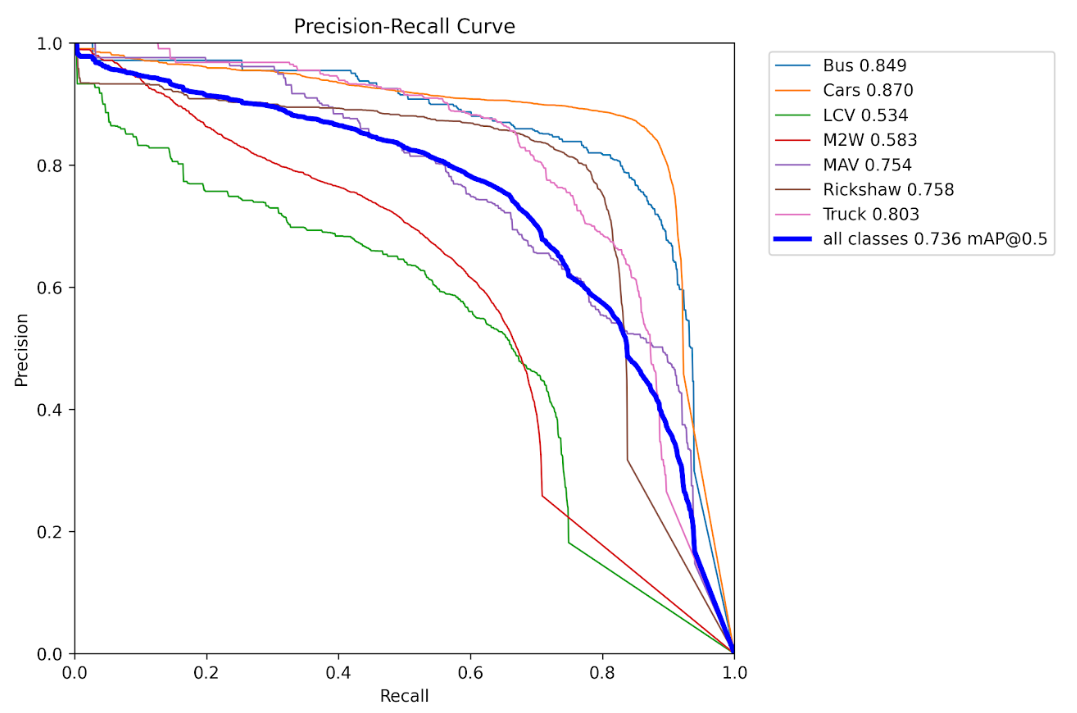 Precision-Recall Curve
1.0
0.8
0.6
0.4
0.2
0.0
Precision
0.0 0.2 0.4 0.6 0.8 1.0
Recall
Bus 0.849
Cars 0.870
LCV 0.534
M2W 0.583
MAV 0.754
Rickshaw 0.758
Truck 0.803
all classes 0.736 mAP@0.5